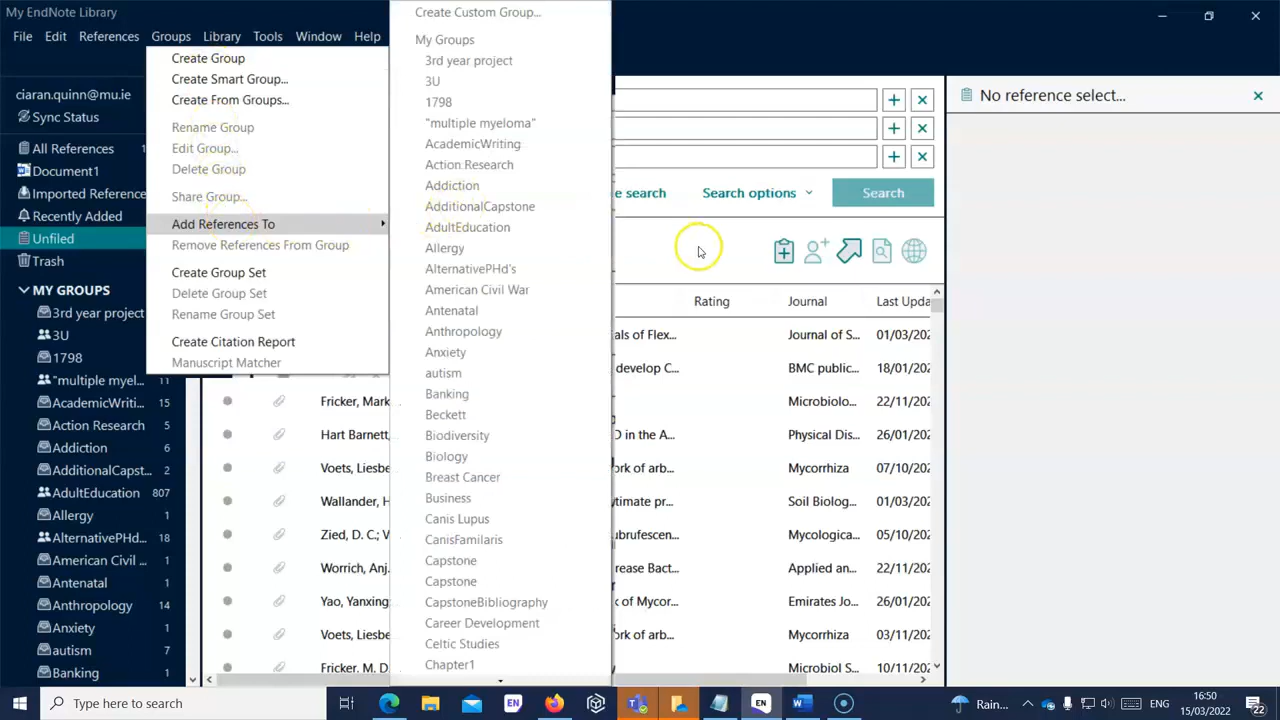 My EndNote Library
File Edit References Groups Library Tools Window Help
ciaran.quinn@mu.ie
Sync Status
All References 1
Document1
Imported Reference
Recently Added
Unfiled
Trash
MY GROUPS
3rd year project
3U
1798
"multiple myel... 11
AcademicWriti... 15
Action Research 5
Addiction 6
AdditionalCapst... 2
AdultEducation 807
Allergy 1
AlternativePHd... 18
American Civil ... 1
Antenatal 1
Anthropology 14
Anxiety 1
autism 7
Banking 1
Create Group
Create Smart Group...
Create From Groups...
Rename Group
Edit Group...
Delete Group
Share Group...
Add References To
Remove References From Group
Create Group Set
Delete Group Set
Rename Group Set
Create Citation Report
Manuscript Matcher
Create Custom Group...
My Groups
3rd year project
3U
1798
"multiple myeloma"
AcademicWriting
Action Research
Addiction
AdditionalCapstone
AdultEducation
Allergy
AlternativePHd's
American Civil War
Antenatal
Anthropology
Anxiety
autism
Banking
Beckett
Biodiversity
Biology
Breast Cancer
Business
Canis Lupus
CanisFamilaris
Capstone
Capstone
CapstoneBibliography
Career Development
Celtic Studies
Chapter1
e search Search options Search
Rating Journal Last Upda
als of Flex... Journal of S... 01/03/202
develop C... BMC public... 18/01/202
Fricker, Mark... Microbiolo... 22/11/202
Hart Barnett, D in the A... Physical Dis... 26/01/202
Voets, Liesbe ork of arb... Mycorrhiza 07/10/202
Wallander, H timate pr... Soil Biolog... 01/03/202
Zied, D. C.; V ubrufescen... Mycologica... 05/10/202
Worrich, Anj. rease Bact... Applied an... 22/11/202
Yao, Yanxing k of Mycor... Emirates Jo... 26/01/202
Voets, Liesbe ork of arb... Mycorrhiza 03/11/202
Fricker, M. D. k of arb... Microbiol S... 10/11/202
No reference select...
Type here to search
EN
EN
Rain...
ENG
16:50
15/03/2022
22